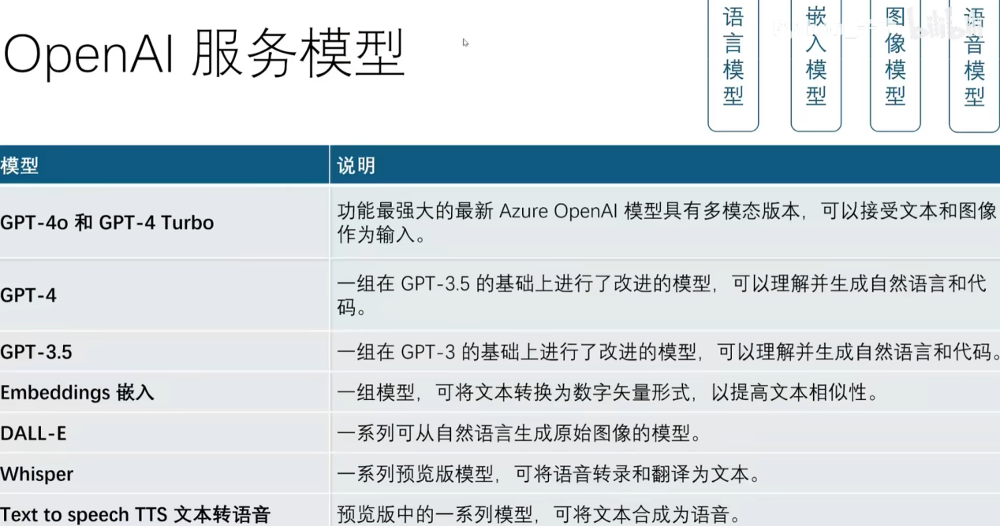 OpenAI 服务模型
语言模型
嵌入模型
图像模型
语音模型
bilibili
模型
说明
GPT-4o 和 GPT-4 Turbo
功能最强大的最新 Azure OpenAI 模型具有多模态版本，可以接受文本和图像
作为输入。
GPT-4
一组在 GPT-3.5 的基础上进行了改进的模型，可以理解并生成自然语言和代
码。
GPT-3.5
一组在 GPT-3 的基础上进行了改进的模型，可以理解并生成自然语言和代码。
Embeddings 嵌入
一组模型，可将文本转换为数字矢量形式，以提高文本相似性。
DALL-E
一系列可从自然语言生成原始图像的模型。
Whisper
一系列预览版模型，可将语音转录和翻译为文本。
Text to speech TTS 文本转语音
预览版中的一系列模型，可将文本合成为语音。